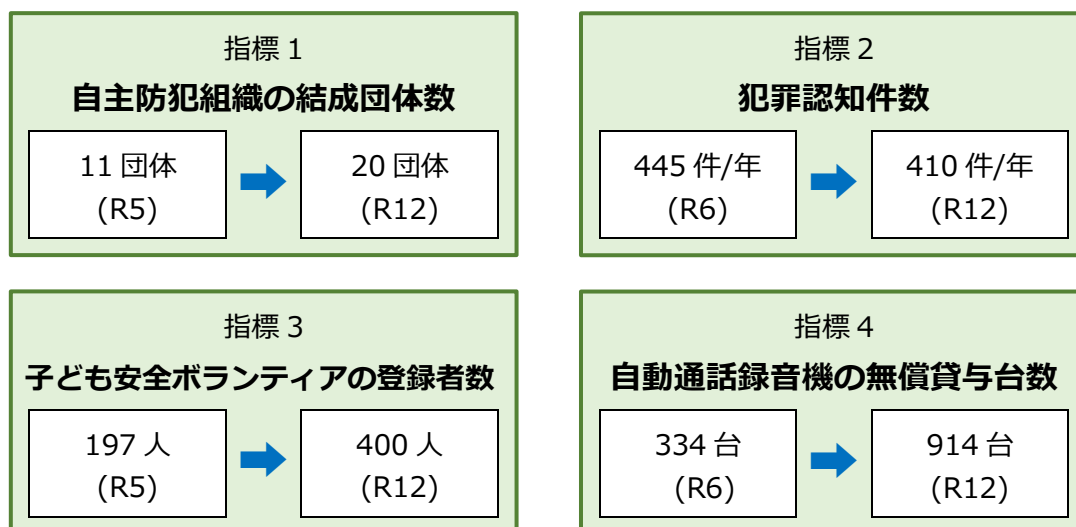 指標１
自主防犯組織の結成団体数
11 団体
(R5)
20 団体
(R12)
指標２
犯罪認知件数
445 件/年
(R6)
410 件/年
(R12)
指標３
子ども安全ボランティアの登録者数
197 人
(R5)
400 人
(R12)
指標４
自動通話録音機の無償貸与台数
334 台
(R6)
914 台
(R12)